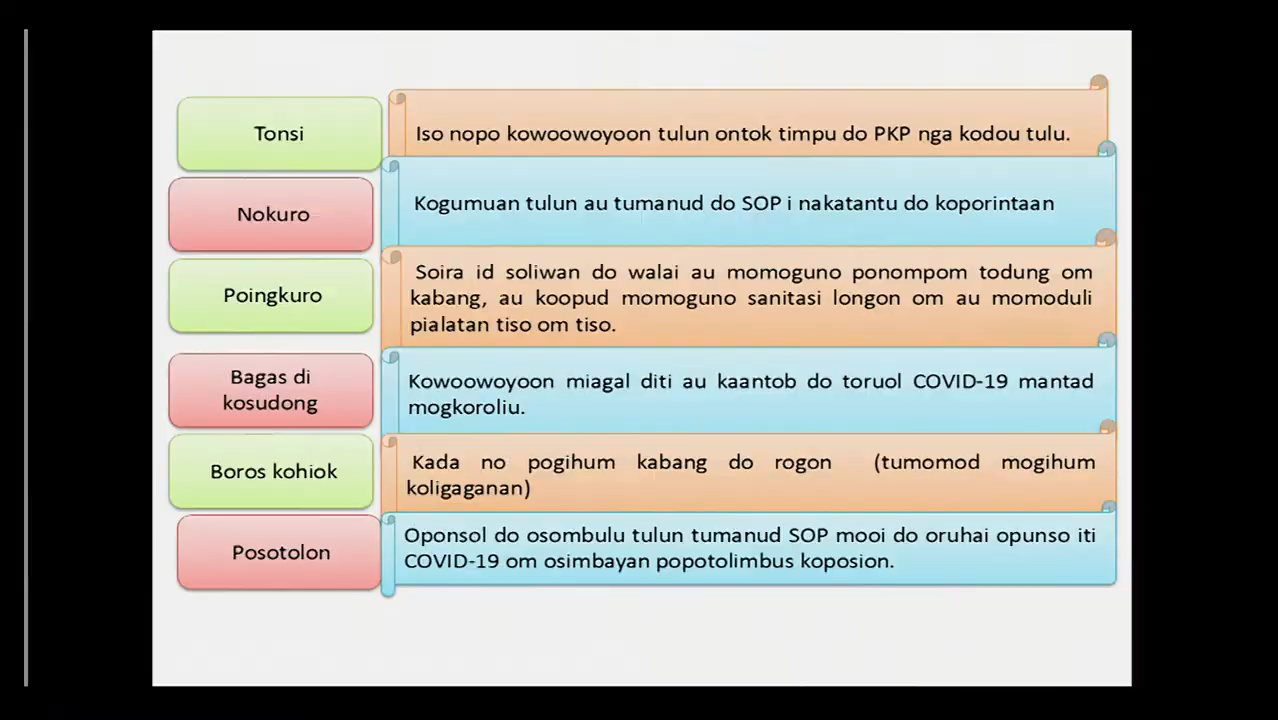 Tonsi
Iso nopo kowoowoyoon tulun ontok timpu do PKP nga kodou tulu.
Nokuro
Kogumuan tulun au tumanud do SOP i nakatantu do koporintaan
Poingkuro
Soira id soliwan do walai au momoguno ponompom todung om
kabang, au koopud momoguno sanitasi longon om au momoduli
pialatan tiso om tiso.
Bagas di
kosudong
Kowoowoyoon miagal diti au kaantob do toruol COVID-19 mantad
mogkoroliu.
Boros kohiok
Kada no pogihum kabang do rogon (tumomod mogihum
koligaganan)
Posotolon
Oponsol do osombulu tulun tumanud SOP mooi do oruhai opunso iti
COVID-19 om osimbayan popotolimbus koposion.